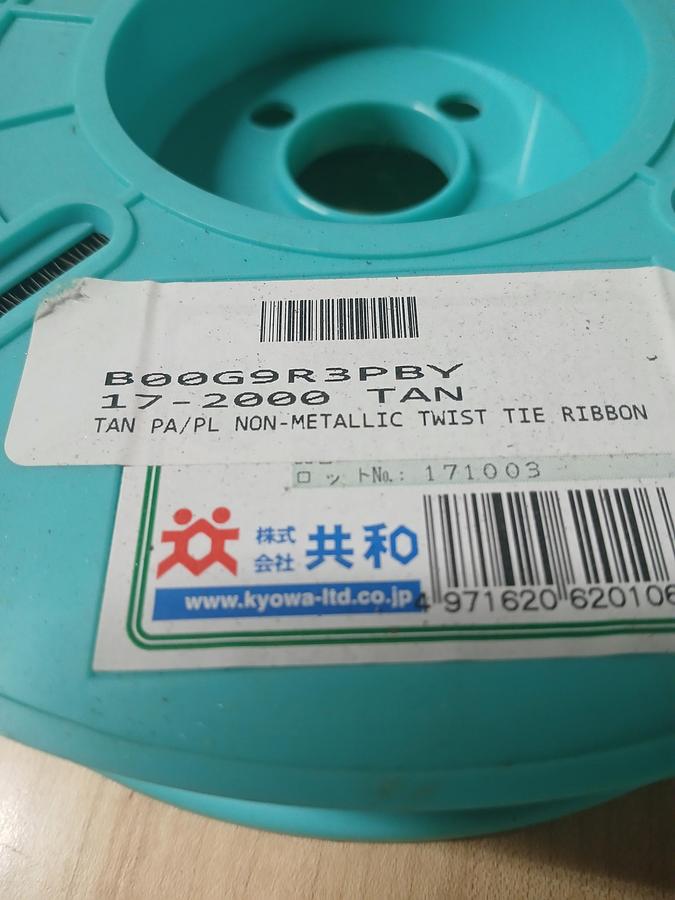 B00G9R3PBY
17-2000 TAN
TAN PA/PL NON-METALLIC TWIST TIE RIBBON
ロットNo.: 171003
株式
会社 共和
www.kyowa-ltd.co.jp
4 971620 620106